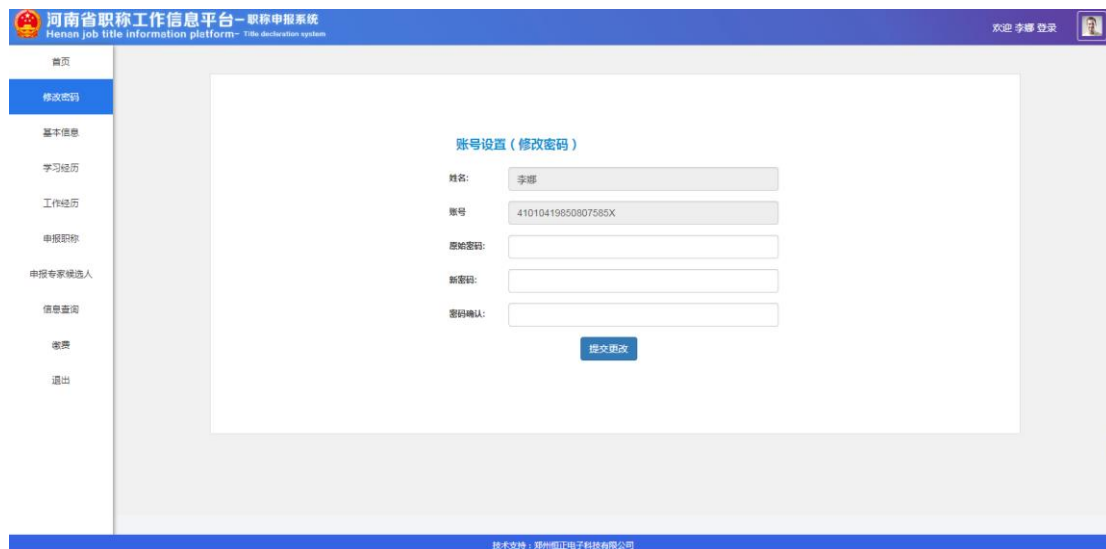 河南省职称工作信息平台-职称申报系统
Henan job title information platform- Title declaration system
欢迎 李娜 登录
首页
修改密码
基本信息
学习经历
工作经历
申报职称
申报专家候选人
信息查询
缴费
退出
账号设置（修改密码）
姓名: 李娜
账号 41010419850807585X
原始密码:
新密码:
密码确认:
提交更改
技术支持：郑州恒正电子科技有限公司